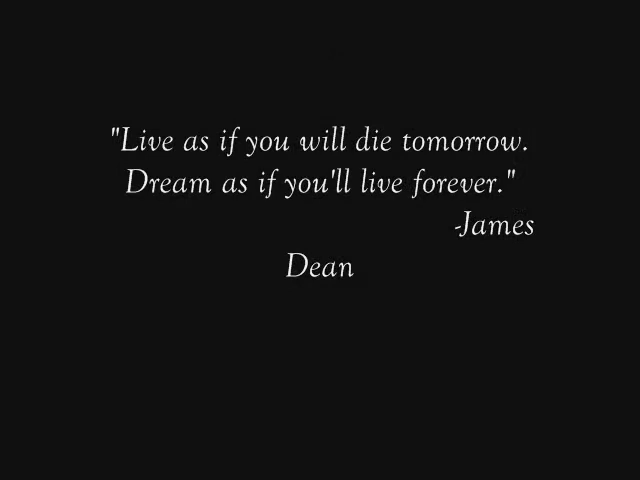 "Live as if you will die tomorrow.
Dream as if you'll live forever."
-James
Dean